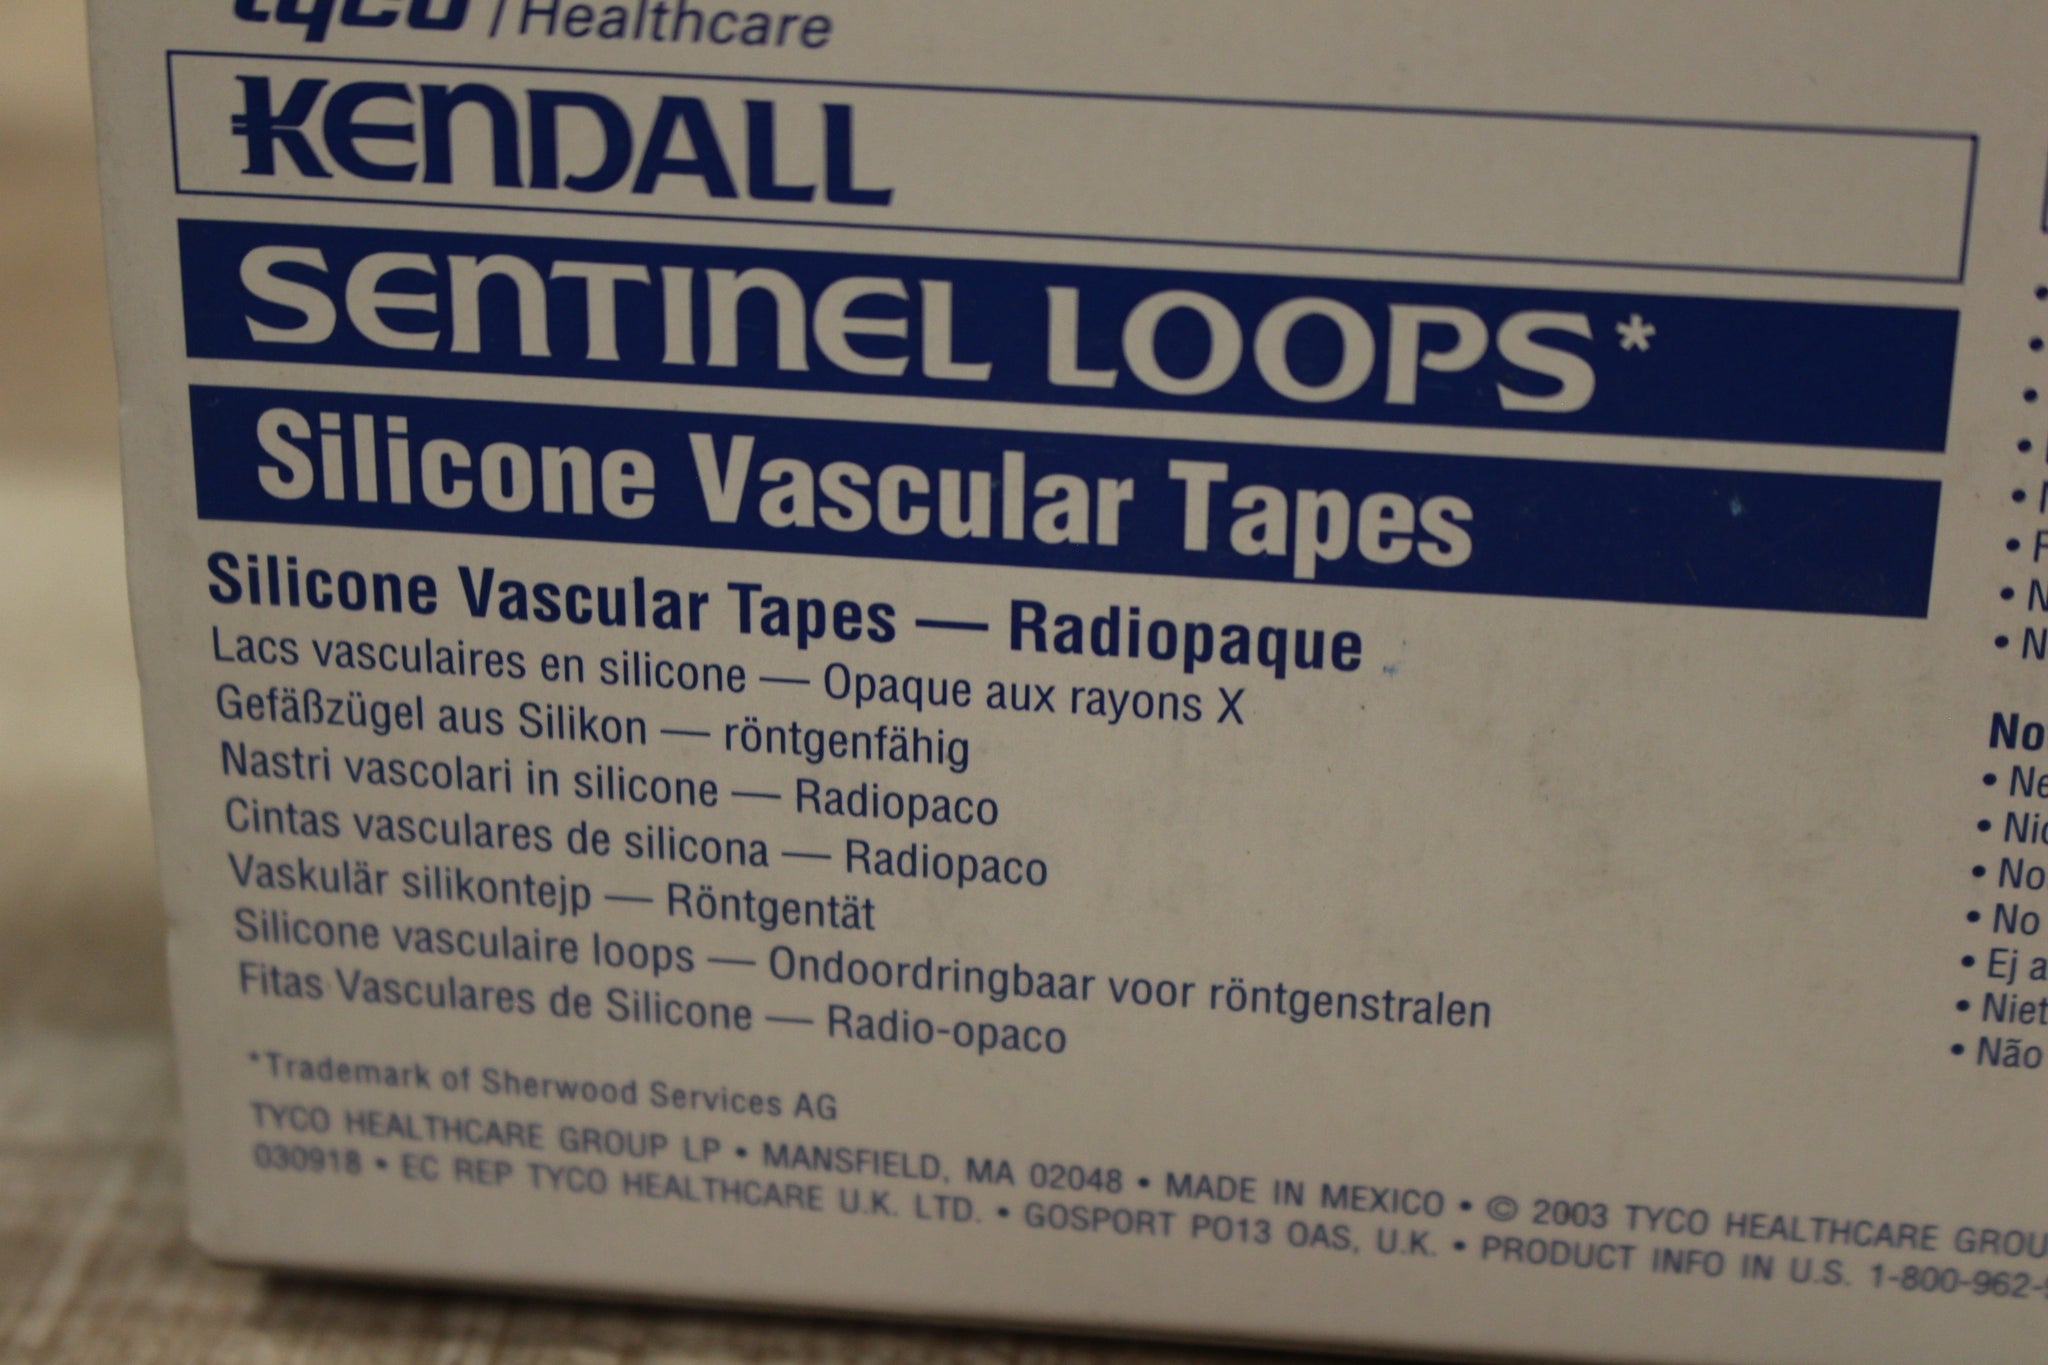 tyco / Healthcare
KENDALL
SENTINEL LOOPS*
Silicone Vascular Tapes
Silicone Vascular Tapes — Radiopaque
Lacs vasculaires en silicone — Opaque aux rayons X
Gefäßzügel aus Silikon — röntgenfähig
Nastri vascolari in silicone — Radiopaco
Cintas vasculares de silicona — Radiopaco
Vaskulär silikontejp — Röntgentät
Silicone vasculaire loops — Ondoordringbaar voor röntgenstralen
Fitas Vasculares de Silicone — Radio-opaco
*Trademark of Sherwood Services AG
TYCO HEALTHCARE GROUP LP • MANSFIELD, MA 02048 • MADE IN MEXICO • © 2003 TYCO HEALTHCARE GROU
030918 • EC REP TYCO HEALTHCARE U.K. LTD. • GOSPORT PO13 OAS, U.K. • PRODUCT INFO IN U.S. 1-800-962-
No
• Ne
• Nic
• No
• No
• Ej a
• Niet
• Não